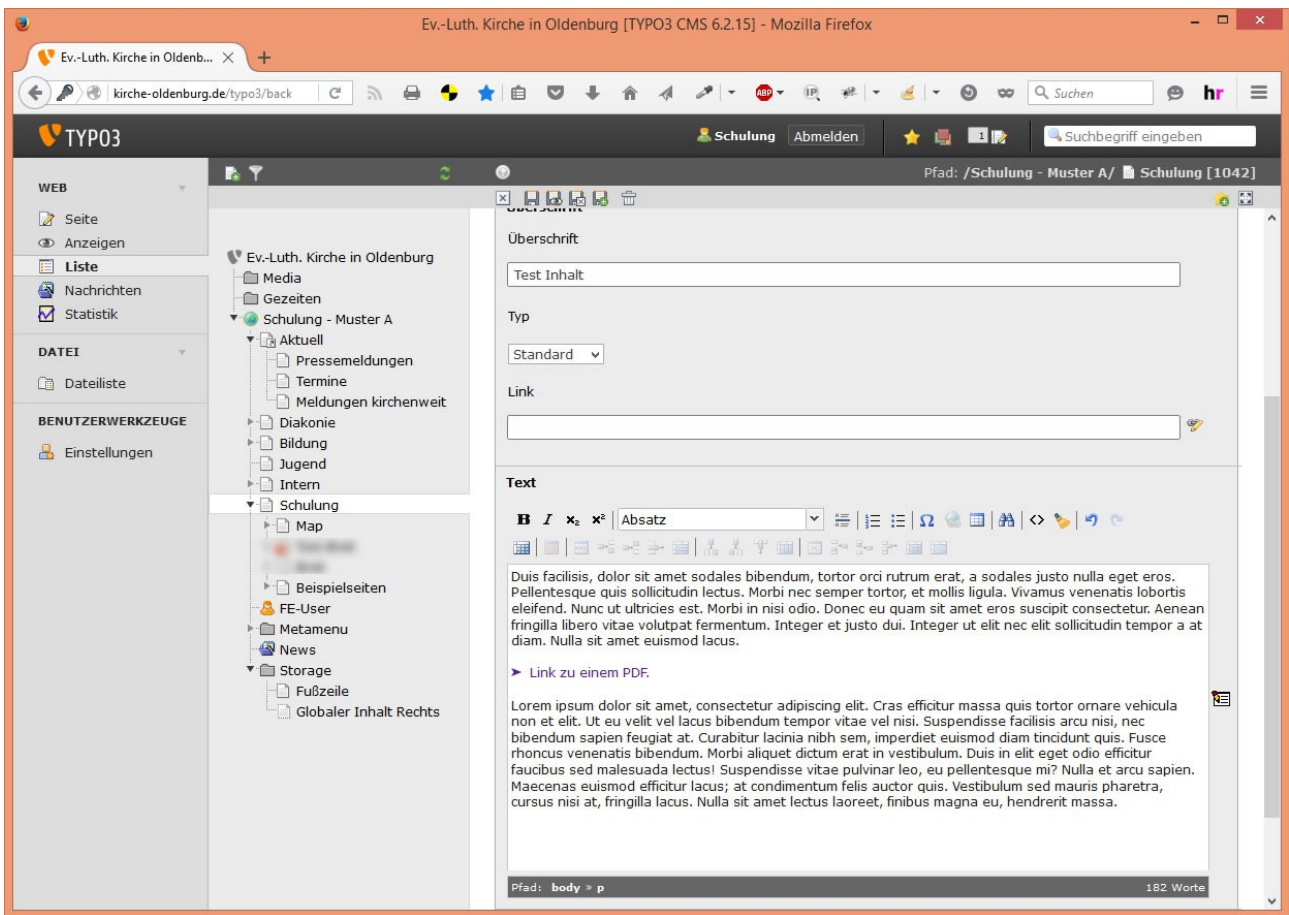 Ev.-Luth. Kirche in Oldenburg [TYPO3 CMS 6.2.15] - Mozilla Firefox
Ev.-Luth. Kirche in Oldenb...
kirche-oldenburg.de/typo3/back
ABP
IP
Suchen
hr
TYPO3
Schulung
Abmelden
1
Suchbegriff eingeben
Pfad: /Schulung - Muster A/ Schulung [1042]
WEB
Seite
Anzeigen
Liste
Nachrichten
Statistik
DATEI
Dateiliste
BENUTZERWERKZEUGE
Einstellungen
Ev.-Luth. Kirche in Oldenburg
Media
Gezeiten
Schulung - Muster A
Aktuell
Pressemeldungen
Termine
Meldungen kirchenweit
Diakonie
Bildung
Jugend
Intern
Schulung
Map
Beispielseiten
FE-User
Metamenu
News
Storage
Fußzeile
Globaler Inhalt Rechts
Überschrift
Überschrift
Test Inhalt
Typ
Standard
Link
Text
B I x₂ x² Absatz Ω
Duis facilisis, dolor sit amet sodales bibendum, tortor orci rutrum erat, a sodales justo nulla eget eros.
Pellentesque quis sollicitudin lectus. Morbi nec semper tortor, et mollis ligula. Vivamus venenatis lobortis
eleifend. Nunc ut ultricies est. Morbi in nisi odio. Donec eu quam sit amet eros suscipit consectetur. Aenean
fringilla libero vitae volutpat fermentum. Integer et justo dui. Integer ut elit nec elit sollicitudin tempor a at
diam. Nulla sit amet euismod lacus.
➤ Link zu einem PDF.
Lorem ipsum dolor sit amet, consectetur adipiscing elit. Cras efficitur massa quis tortor ornare vehicula
non et elit. Ut eu velit vel lacus bibendum tempor vitae vel nisi. Suspendisse facilisis arcu nisi, nec
bibendum sapien feugiat at. Curabitur lacinia nibh sem, imperdiet euismod diam tincidunt quis. Fusce
rhoncus venenatis bibendum. Morbi aliquet dictum erat in vestibulum. Duis in elit eget odio efficitur
faucibus sed malesuada lectus! Suspendisse vitae pulvinar leo, eu pellentesque mi? Nulla et arcu sapien.
Maecenas euismod efficitur lacus; at condimentum felis auctor quis. Vestibulum sed mauris pharetra,
cursus nisi at, fringilla lacus. Nulla sit amet lectus laoreet, finibus magna eu, hendrerit massa.
Pfad: body » p
182 Worte